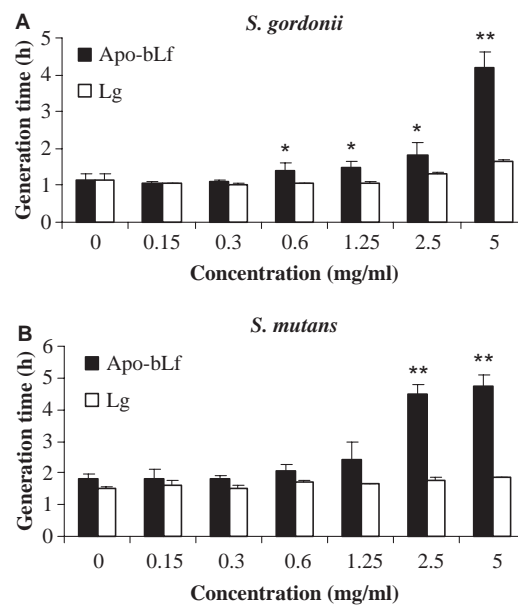 A
S. gordonii
Generation time (h)
5
4
3
2
1
0
Apo-bLf
Lg
*
*
*
**
0 0.15 0.3 0.6 1.25 2.5 5
Concentration (mg/ml)
B
S. mutans
Generation time (h)
6
5
4
3
2
1
0
Apo-bLf
Lg
**
**
0 0.15 0.3 0.6 1.25 2.5 5
Concentration (mg/ml)